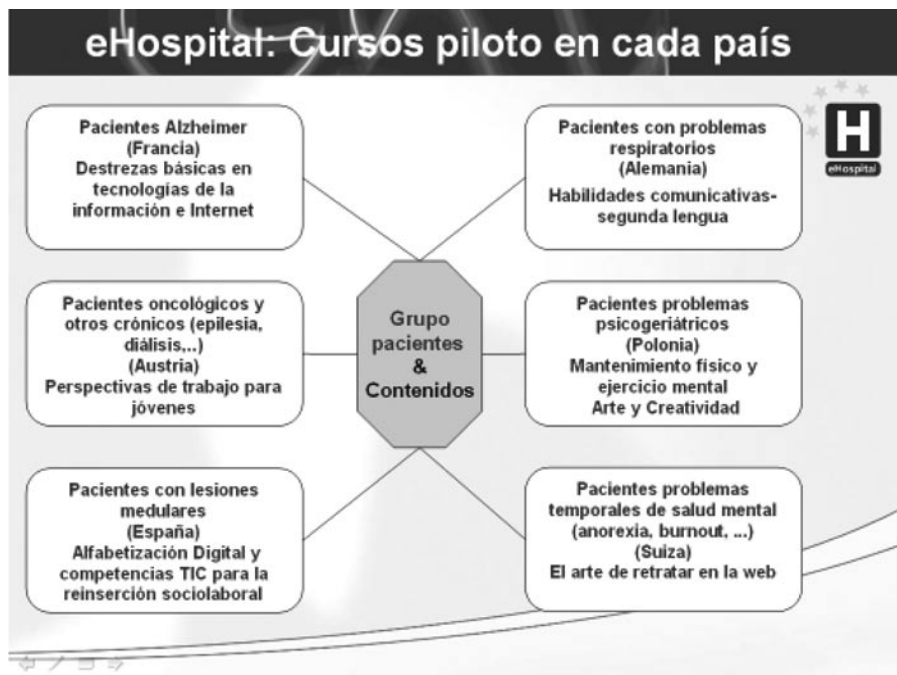 eHospital: Cursos piloto en cada país
Pacientes Alzheimer
(Francia)
Destrezas básicas en
tecnologías de la
información e Internet
Pacientes con problemas
respiratorios
(Alemania)
Habilidades comunicativas-
segunda lengua
H
eHospital
Pacientes oncológicos y
otros crónicos (epilesia,
diálisis,..)
(Austria)
Perspectivas de trabajo para
jóvenes
Grupo
pacientes
&
Contenidos
Pacientes problemas
psicogeriátricos
(Polonia)
Mantenimiento físico y
ejercicio mental
Arte y Creatividad
Pacientes con lesiones
medulares
(España)
Alfabetización Digital y
competencias TIC para la
reinserción sociolaboral
Pacientes problemas
temporales de salud mental
(anorexia, burnout, ...)
(Suiza)
El arte de retratar en la web